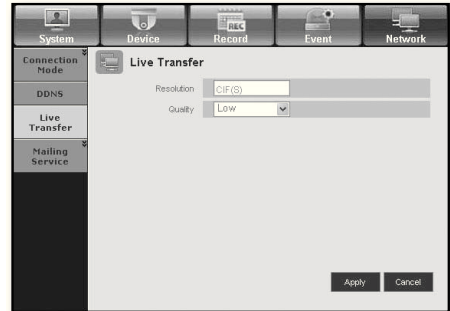 System Device Record Event Network
REC
Connection Mode
DDNS
Live Transfer
Mailing Service
Live Transfer
Resolution CIF(S)
Quality Low
Apply Cancel